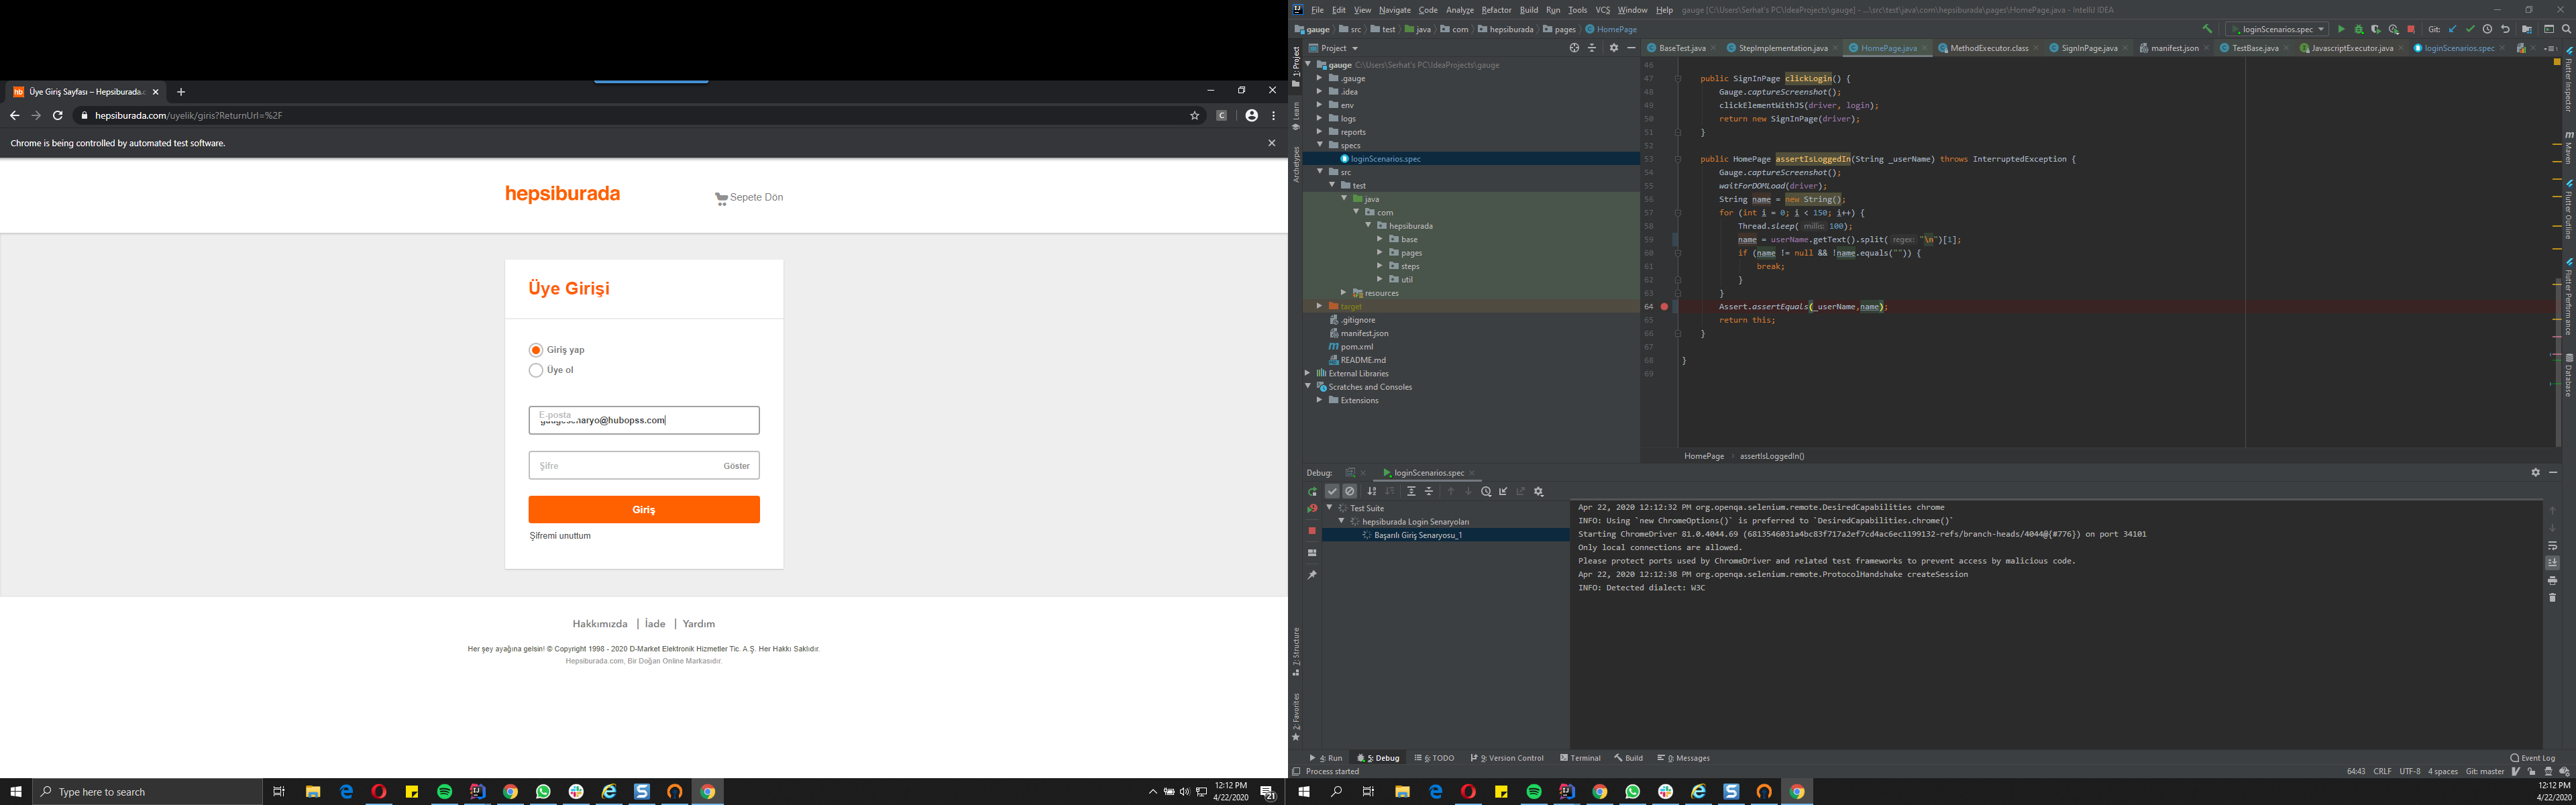 Üye Giriş Sayfası – Hepsiburada.c
hepsiburada.com/uyelik/giris?ReturnUrl=%2F
Chrome is being controlled by automated test software.
hepsiburada
Sepete Dön
Üye Girişi
Giriş yap
Üye ol
E-posta
naryo@hubopss.com
Şifre Göster
Giriş
Şifremi unuttum
Hakkımızda | İade | Yardım
Her şey ayağına gelsin! © Copyright 1998 - 2020 D-Market Elektronik Hizmetler Tic. A.Ş. Her Hakkı Saklıdır.
Hepsiburada.com, Bir Doğan Online Markasıdır.
Type here to search
12:12 PM
4/22/2020
21
File Edit View Navigate Code Analyze Refactor Build Run Tools VCS Window Help gauge [C:\Users\Serhat's PC\IdeaProjects\gauge] - ...\src\test\java\com\hepsiburada\pages\HomePage.java - IntelliJ IDEA
gauge src test java com hepsiburada pages HomePage
loginScenarios.spec
Git:
Project
BaseTest.java StepImplementation.java HomePage.java MethodExecutor.class SignInPage.java manifest.json TestBase.java JavascriptExecutor.java loginScenarios.spec
1: Project
Learn
Archetypes
7: Structure
2: Favorites
gauge C:\Users\Serhat's PC\IdeaProjects\gauge
.gauge
.idea
env
logs
reports
specs
loginScenarios.spec
src
test
java
com
hepsiburada
base
pages
steps
util
resources
target
.gitignore
manifest.json
pom.xml
README.md
External Libraries
Scratches and Consoles
Extensions
46
47 public SignInPage clickLogin() {
48 Gauge.captureScreenshot();
49 clickElementWithJS(driver, login);
50 return new SignInPage(driver);
51 }
52
53 public HomePage assertIsLoggedIn(String _userName) throws InterruptedException {
54 Gauge.captureScreenshot();
55 waitForDOMLoad(driver);
56 String name = new String();
57 for (int i = 0; i < 150; i++) {
58 Thread.sleep( millis: 100);
59 name = userName.getText().split( regex: "\n")[1];
60 if (name != null && !name.equals("")) {
61 break;
62 }
63 }
64 Assert.assertEquals(_userName,name);
65 return this;
66 }
67
68 }
69
HomePage assertIsLoggedIn()
Flutter Inspector
Maven
Flutter Outline
Flutter Performance
Database
Debug: loginScenarios.spec
Test Suite
hepsiburada Login Senaryoları
Başarılı Giriş Senaryosu_1
Apr 22, 2020 12:12:32 PM org.openqa.selenium.remote.DesiredCapabilities chrome
INFO: Using `new ChromeOptions()` is preferred to `DesiredCapabilities.chrome()`
Starting ChromeDriver 81.0.4044.69 (6813546031a4bc83f717a2ef7cd4ac6ec1199132-refs/branch-heads/4044@{#776}) on port 34101
Only local connections are allowed.
Please protect ports used by ChromeDriver and related test frameworks to prevent access by malicious code.
Apr 22, 2020 12:12:38 PM org.openqa.selenium.remote.ProtocolHandshake createSession
INFO: Detected dialect: W3C
4: Run 5: Debug 6: TODO 9: Version Control Terminal Build 0: Messages Event Log
Process started
64:43 CRLF UTF-8 4 spaces Git: master
12:12 PM
4/22/2020